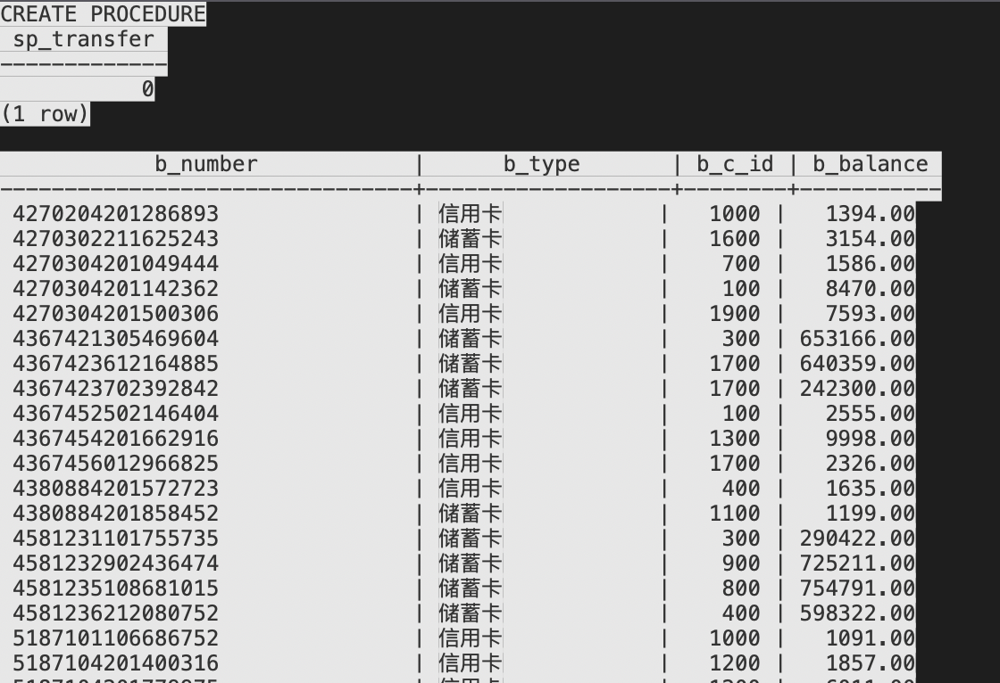 CREATE PROCEDURE
sp_transfer
-------------
0
(1 row)
b_number | b_type | b_c_id | b_balance
--------------------------------+-------------------+--------+-----------
4270204201286893 | 信用卡 | 1000 | 1394.00
4270302211625243 | 储蓄卡 | 1600 | 3154.00
4270304201049444 | 信用卡 | 700 | 1586.00
4270304201142362 | 储蓄卡 | 100 | 8470.00
4270304201500306 | 信用卡 | 1900 | 7593.00
4367421305469604 | 储蓄卡 | 300 | 653166.00
4367423612164885 | 储蓄卡 | 1700 | 640359.00
4367423702392842 | 储蓄卡 | 1700 | 242300.00
4367452502146404 | 信用卡 | 100 | 2555.00
4367454201662916 | 信用卡 | 1300 | 9998.00
4367456012966825 | 信用卡 | 1700 | 2326.00
4380884201572723 | 信用卡 | 400 | 1635.00
4380884201858452 | 储蓄卡 | 1100 | 1199.00
4581231101755735 | 储蓄卡 | 300 | 290422.00
4581232902436474 | 储蓄卡 | 900 | 725211.00
4581235108681015 | 储蓄卡 | 800 | 754791.00
4581236212080752 | 储蓄卡 | 400 | 598322.00
5187101106686752 | 信用卡 | 1000 | 1091.00
5187104201400316 | 信用卡 | 1200 | 1857.00